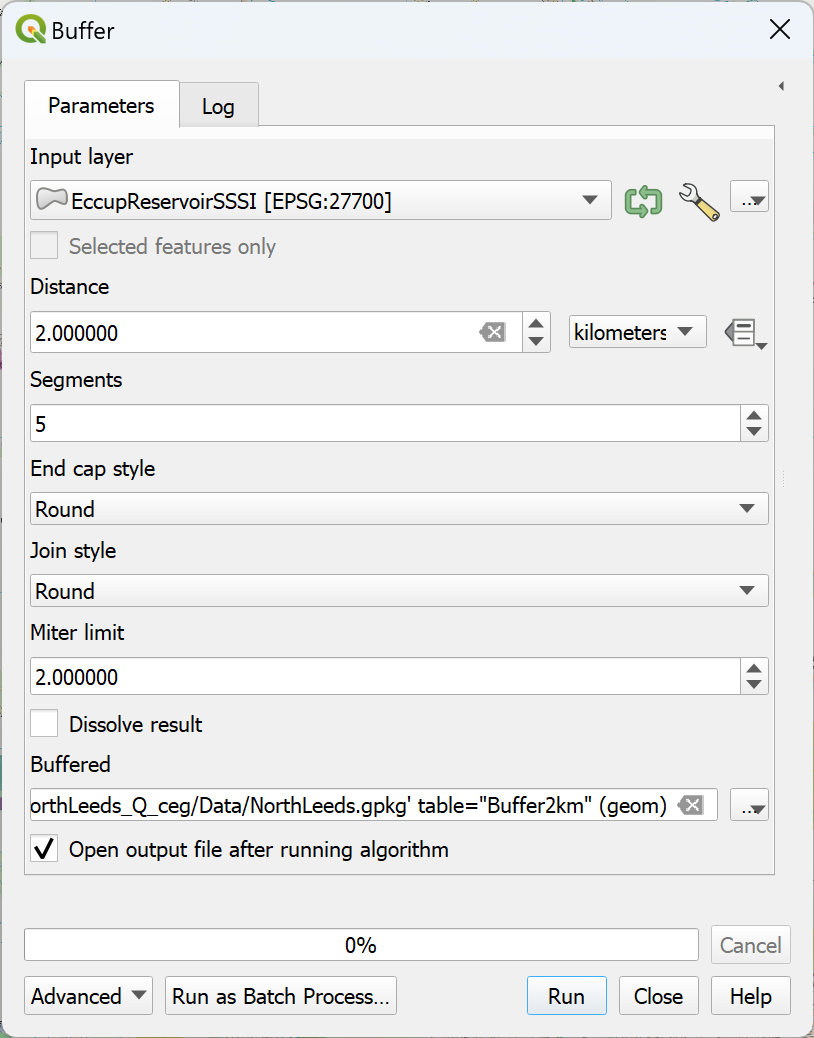 Buffer
Parameters
Log
Input layer
EccupReservoirSSSI [EPSG:27700]
...
Selected features only
Distance
2.000000
kilometers
Segments
5
End cap style
Round
Join style
Round
Miter limit
2.000000
Dissolve result
Buffered
orthLeeds_Q_ceg/Data/NorthLeeds.gpkg' table="Buffer2km" (geom)
...
Open output file after running algorithm
0%
Cancel
Advanced
Run as Batch Process...
Run
Close
Help